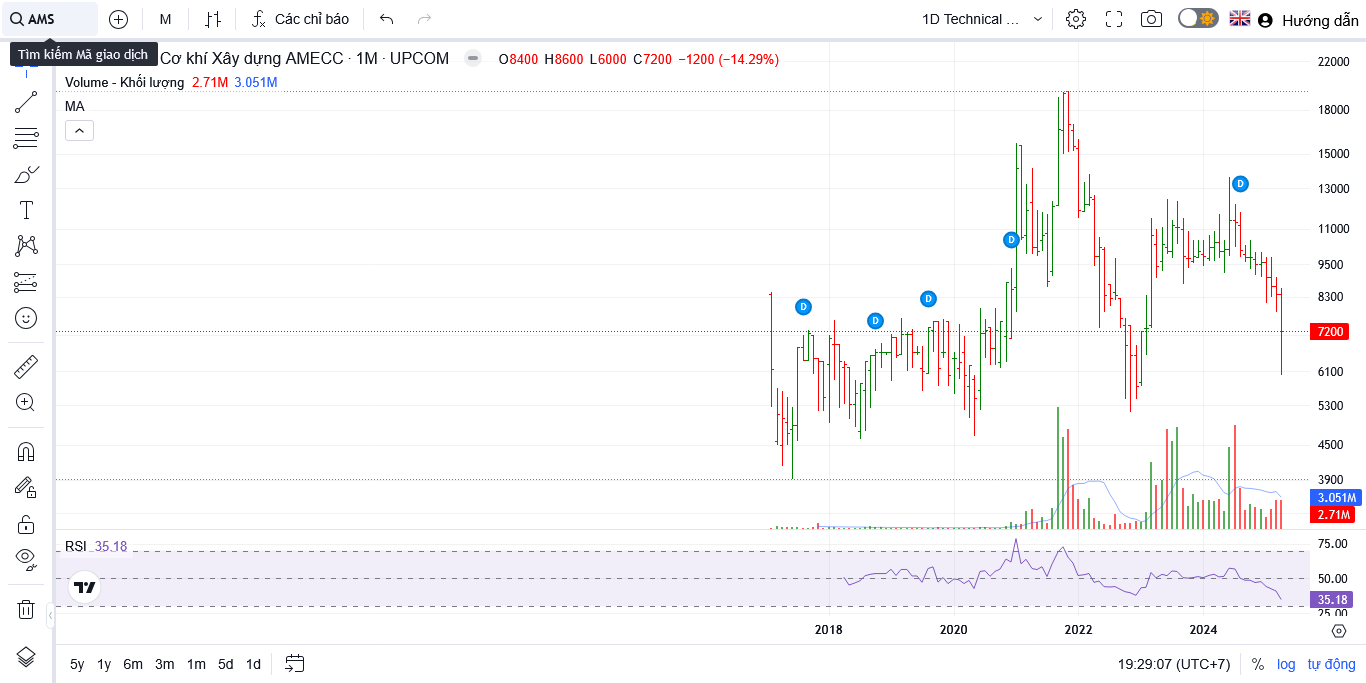 AMS M Các chỉ báo 1D Technical ... Hướng dẫn
Tìm kiếm Mã giao dịch
Cơ khí Xây dựng AMECC · 1M · UPCOM O8400 H8600 L6000 C7200 −1200 (−14.29%)
Volume - Khối lượng 2.71M 3.051M
MA
22000
18000
15000
13000
11000
9500
8300
7200
6100
5300
4500
3900
3.051M
2.71M
D
D
D
D
D
RSI 35.18
75.00
50.00
35.18
25.00
2018 2020 2022 2024
5y 1y 6m 3m 1m 5d 1d 19:29:07 (UTC+7) % log tự động